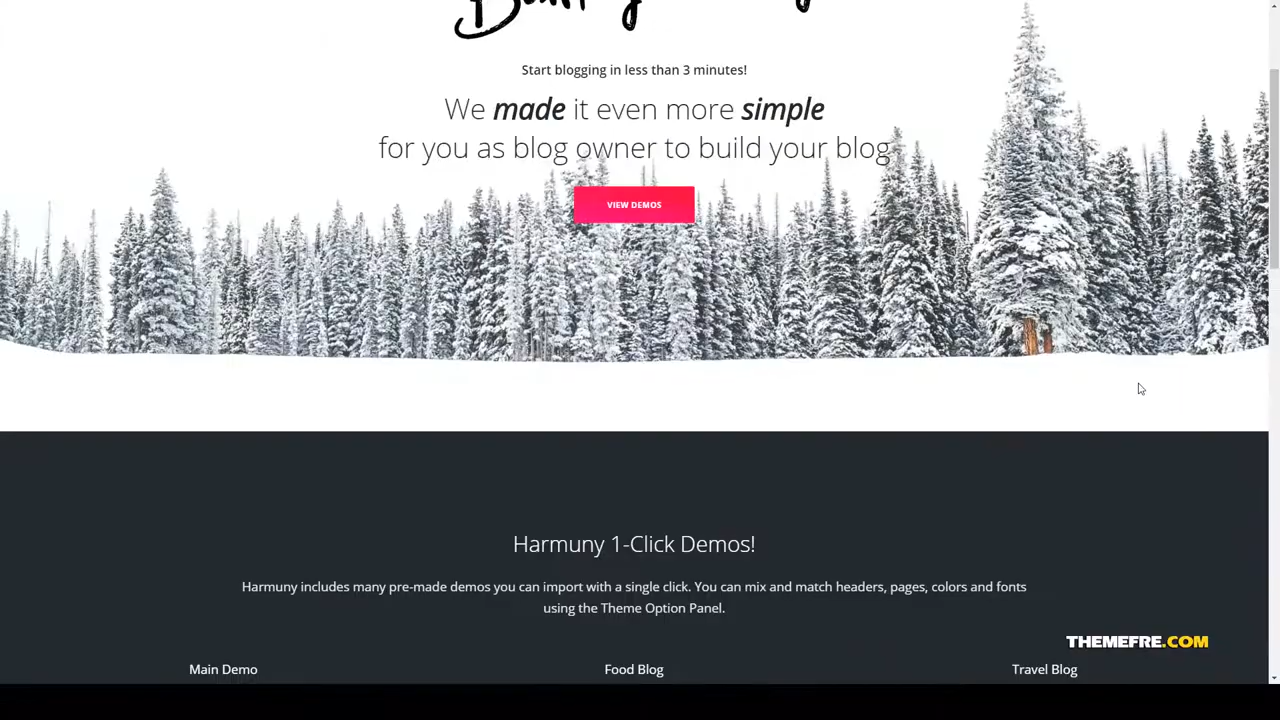 Start blogging in less than 3 minutes!
We made it even more simple
for you as blog owner to build your blog
VIEW DEMOS
Harmuny 1-Click Demos!
Harmuny includes many pre-made demos you can import with a single click. You can mix and match headers, pages, colors and fonts
using the Theme Option Panel.
THEMEFRE.COM
Main Demo
Food Blog
Travel Blog